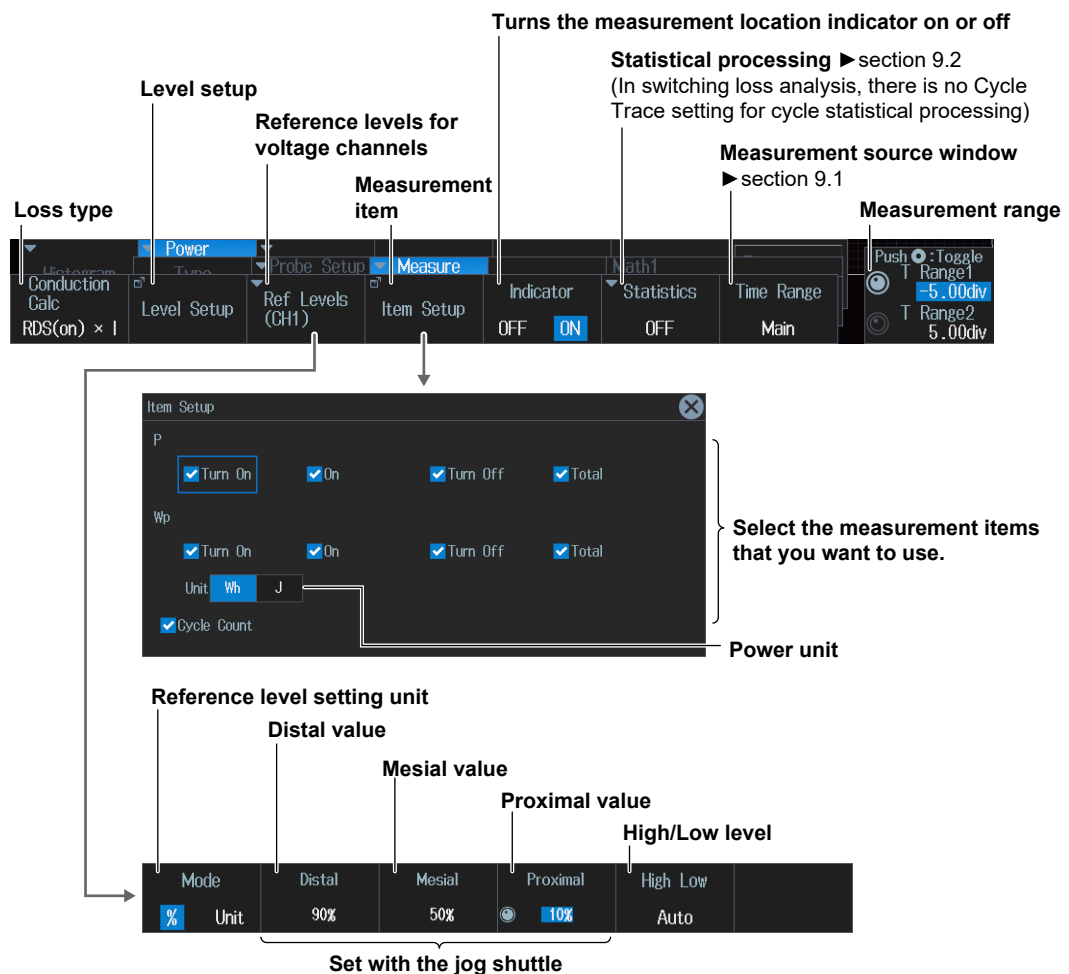 Turns the measurement location indicator on or off
Statistical processing ►section 9.2
(In switching loss analysis, there is no Cycle
Trace setting for cycle statistical processing)
Level setup
Reference levels for
voltage channels
Measurement source window
►section 9.1
Measurement
item
Loss type
Measurement range
Power
Histogram
Type
Probe Setup
Measure
Math1
Conduction
Calc
RDS(on) × I
Level Setup
Ref Levels
(CH1)
Item Setup
Indicator
OFF ON
Statistics
OFF
Time Range
Main
Push :Toggle
T Range1
-5.00div
T Range2
5.00div
Item Setup
P
Turn On On Turn Off Total
Wp
Turn On On Turn Off Total
Unit Wh J
Cycle Count
Select the measurement items
that you want to use.
Power unit
Reference level setting unit
Distal value
Mesial value
Proximal value
High/Low level
Mode Distal Mesial Proximal High Low
% Unit 90% 50% 10% Auto
Set with the jog shuttle